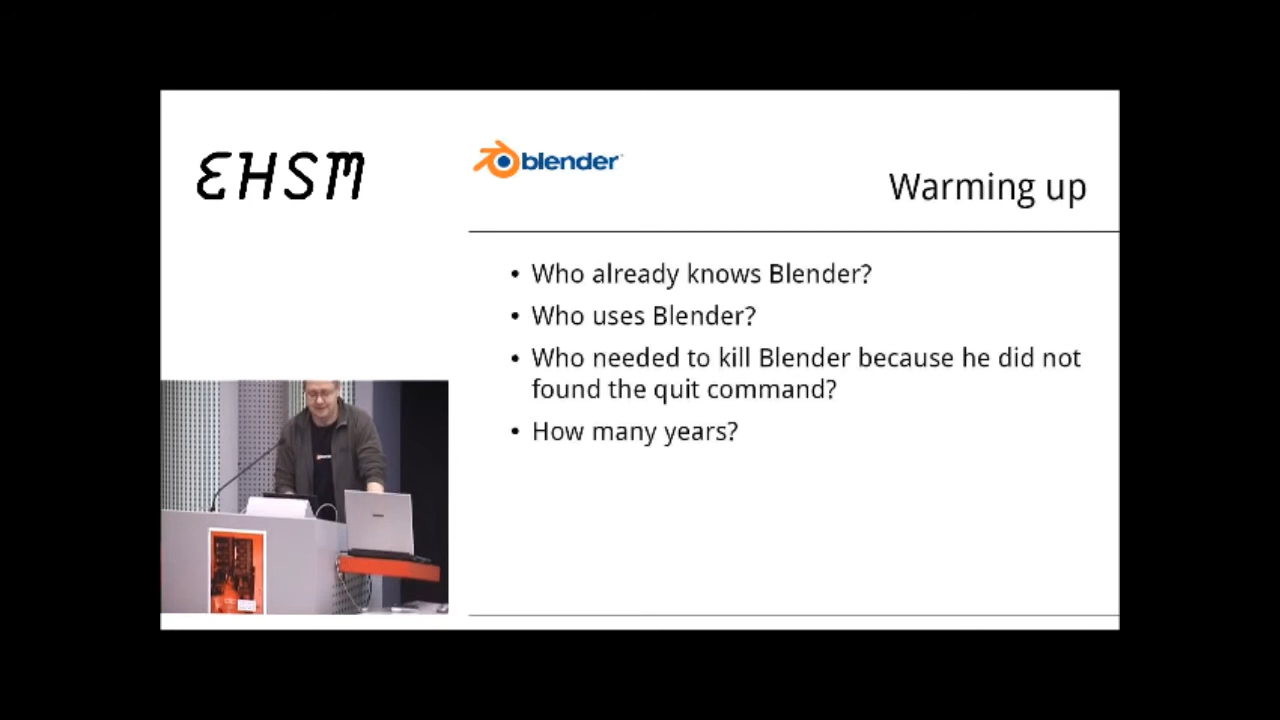 EHSM
blender
Warming up
• Who already knows Blender?
• Who uses Blender?
• Who needed to kill Blender because he did not
found the quit command?
• How many years?